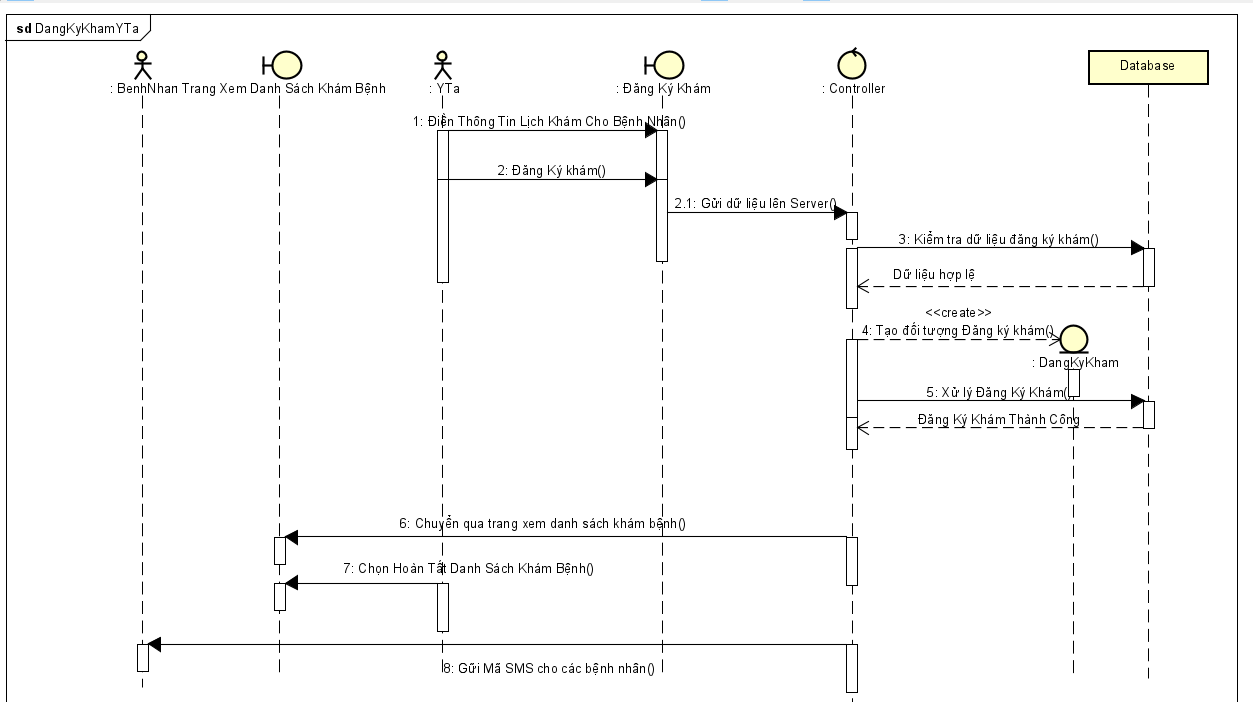 sd DangKyKhamYTa
: BenhNhan
Trang Xem Danh Sách Khám Bệnh
: YTa
: Đăng Ký Khám
: Controller
Database
1: Điền Thông Tin Lịch Khám Cho Bệnh Nhân()
2: Đăng Ký khám()
2.1: Gửi dữ liệu lên Server()
3: Kiểm tra dữ liệu đăng ký khám()
Dữ liệu hợp lệ
<<create>>
4: Tạo đối tượng Đăng ký khám()
: DangKyKham
5: Xử lý Đăng Ký Khám()
Đăng Ký Khám Thành Công
6: Chuyển qua trang xem danh sách khám bệnh()
7: Chọn Hoàn Tất Danh Sách Khám Bệnh()
8: Gửi Mã SMS cho các bệnh nhân()